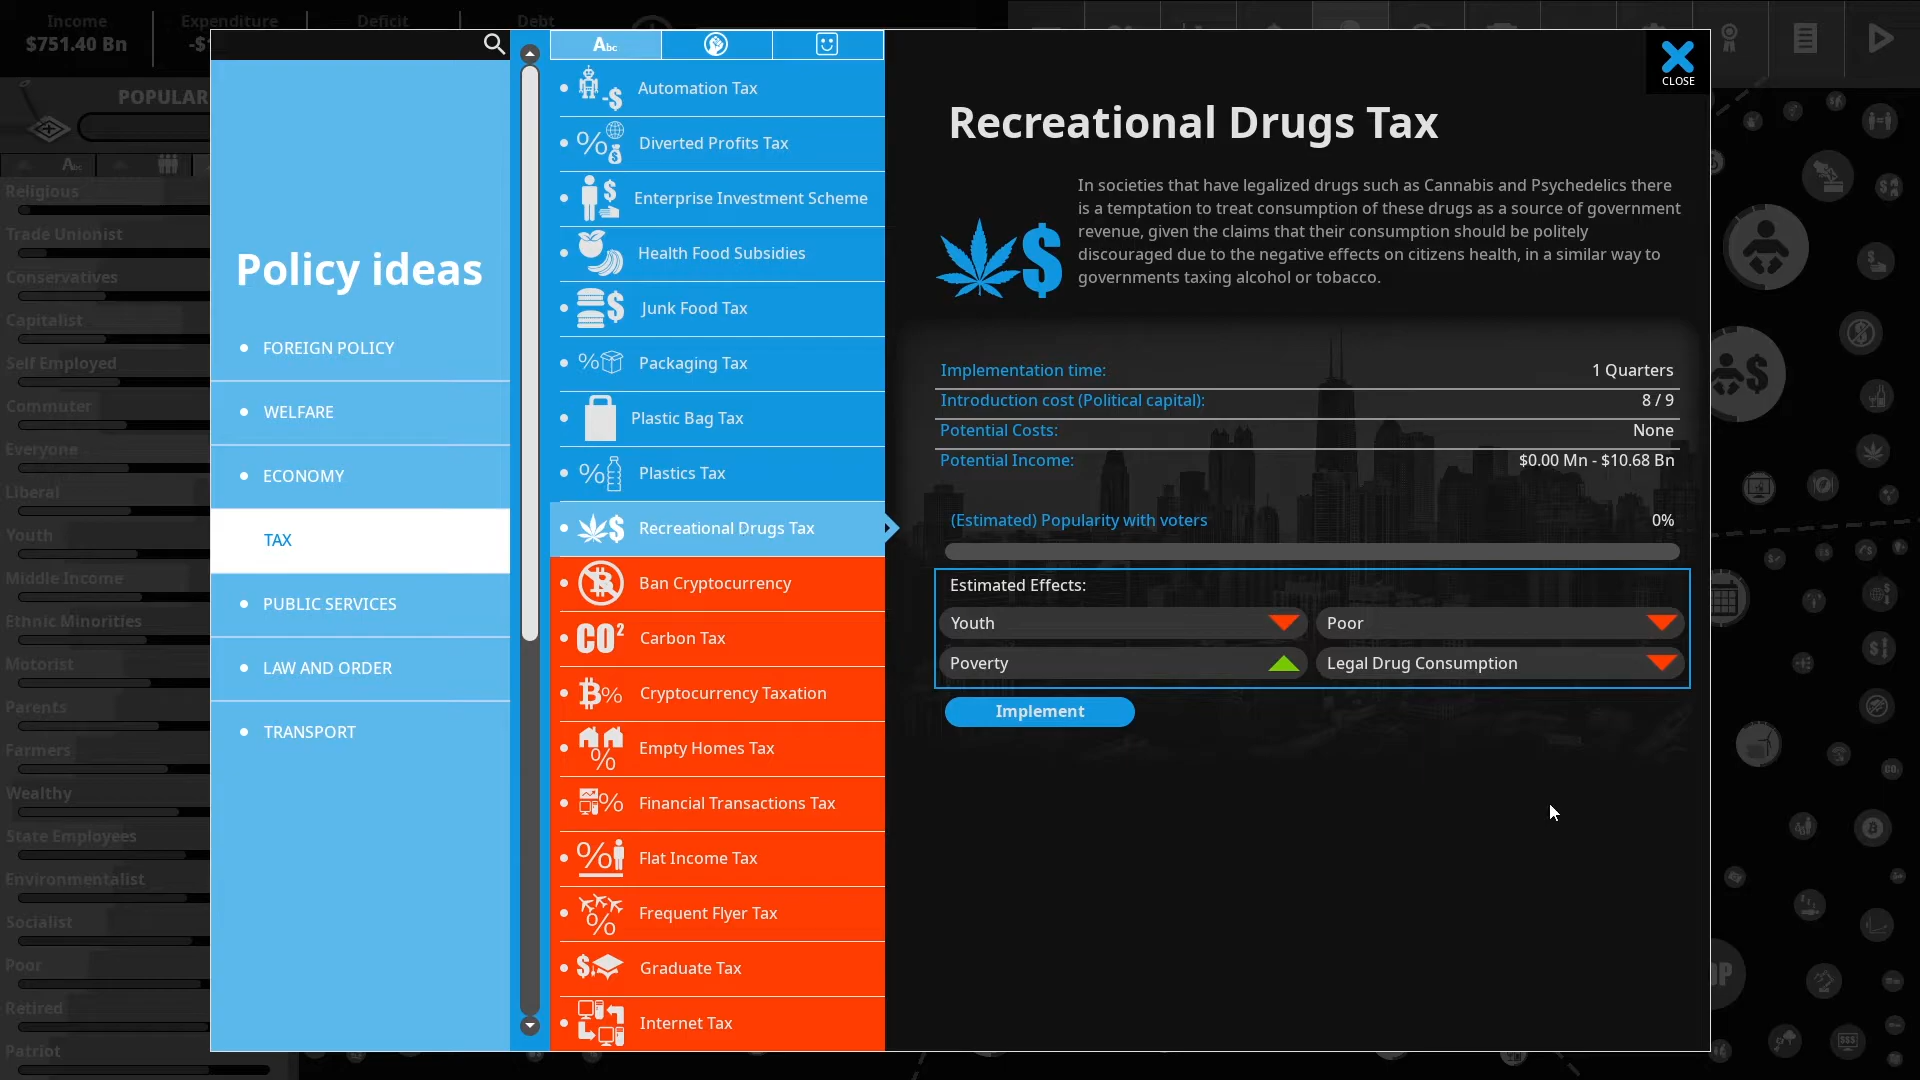 Income
Expenditure
Deficit
Debt
$751.40 Bn
-$
POPULAR
Abc
Religious
Trade Unionist
Conservatives
Capitalist
Self Employed
Commuter
Everyone
Liberal
Youth
Middle Income
Ethnic Minorities
Motorist
Parents
Farmers
Wealthy
State Employees
Environmentalist
Socialist
Poor
Retired
Patriot
Policy ideas
FOREIGN POLICY
WELFARE
ECONOMY
TAX
PUBLIC SERVICES
LAW AND ORDER
TRANSPORT
Abc
Automation Tax
Diverted Profits Tax
Enterprise Investment Scheme
Health Food Subsidies
Junk Food Tax
Packaging Tax
Plastic Bag Tax
Plastics Tax
Recreational Drugs Tax
Ban Cryptocurrency
CO² Carbon Tax
Cryptocurrency Taxation
Empty Homes Tax
Financial Transactions Tax
Flat Income Tax
Frequent Flyer Tax
Graduate Tax
Internet Tax
CLOSE
Recreational Drugs Tax
In societies that have legalized drugs such as Cannabis and Psychedelics there
is a temptation to treat consumption of these drugs as a source of government
revenue, given the claims that their consumption should be politely
discouraged due to the negative effects on citizens health, in a similar way to
governments taxing alcohol or tobacco.
Implementation time: 1 Quarters
Introduction cost (Political capital): 8 / 9
Potential Costs: None
Potential Income: $0.00 Mn - $10.68 Bn
(Estimated) Popularity with voters 0%
Estimated Effects:
Youth
Poor
Poverty
Legal Drug Consumption
Implement